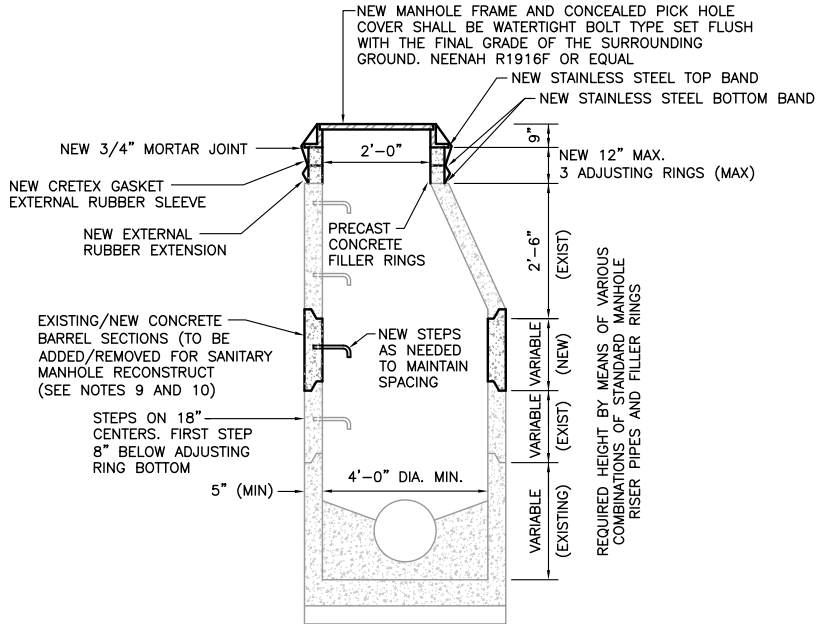 NEW MANHOLE FRAME AND CONCEALED PICK HOLE
COVER SHALL BE WATERTIGHT BOLT TYPE SET FLUSH
WITH THE FINAL GRADE OF THE SURROUNDING
GROUND. NEENAH R1916F OR EQUAL
NEW STAINLESS STEEL TOP BAND
NEW STAINLESS STEEL BOTTOM BAND
9"
NEW 3/4" MORTAR JOINT
2'-0"
NEW 12" MAX.
3 ADJUSTING RINGS (MAX)
NEW CRETEX GASKET
EXTERNAL RUBBER SLEEVE
NEW EXTERNAL
RUBBER EXTENSION
PRECAST
CONCRETE
FILLER RINGS
2'-6"
(EXIST)
EXISTING/NEW CONCRETE
BARREL SECTIONS (TO BE
ADDED/REMOVED FOR SANITARY
MANHOLE RECONSTRUCT
(SEE NOTES 9 AND 10)
NEW STEPS
AS NEEDED
TO MAINTAIN
SPACING
VARIABLE
(NEW)
STEPS ON 18"
CENTERS. FIRST STEP
8" BELOW ADJUSTING
RING BOTTOM
VARIABLE
(EXIST)
5" (MIN)
4'-0" DIA. MIN.
VARIABLE
(EXISTING)
REQUIRED HEIGHT BY MEANS OF VARIOUS
COMBINATIONS OF STANDARD MANHOLE
RISER PIPES AND FILLER RINGS